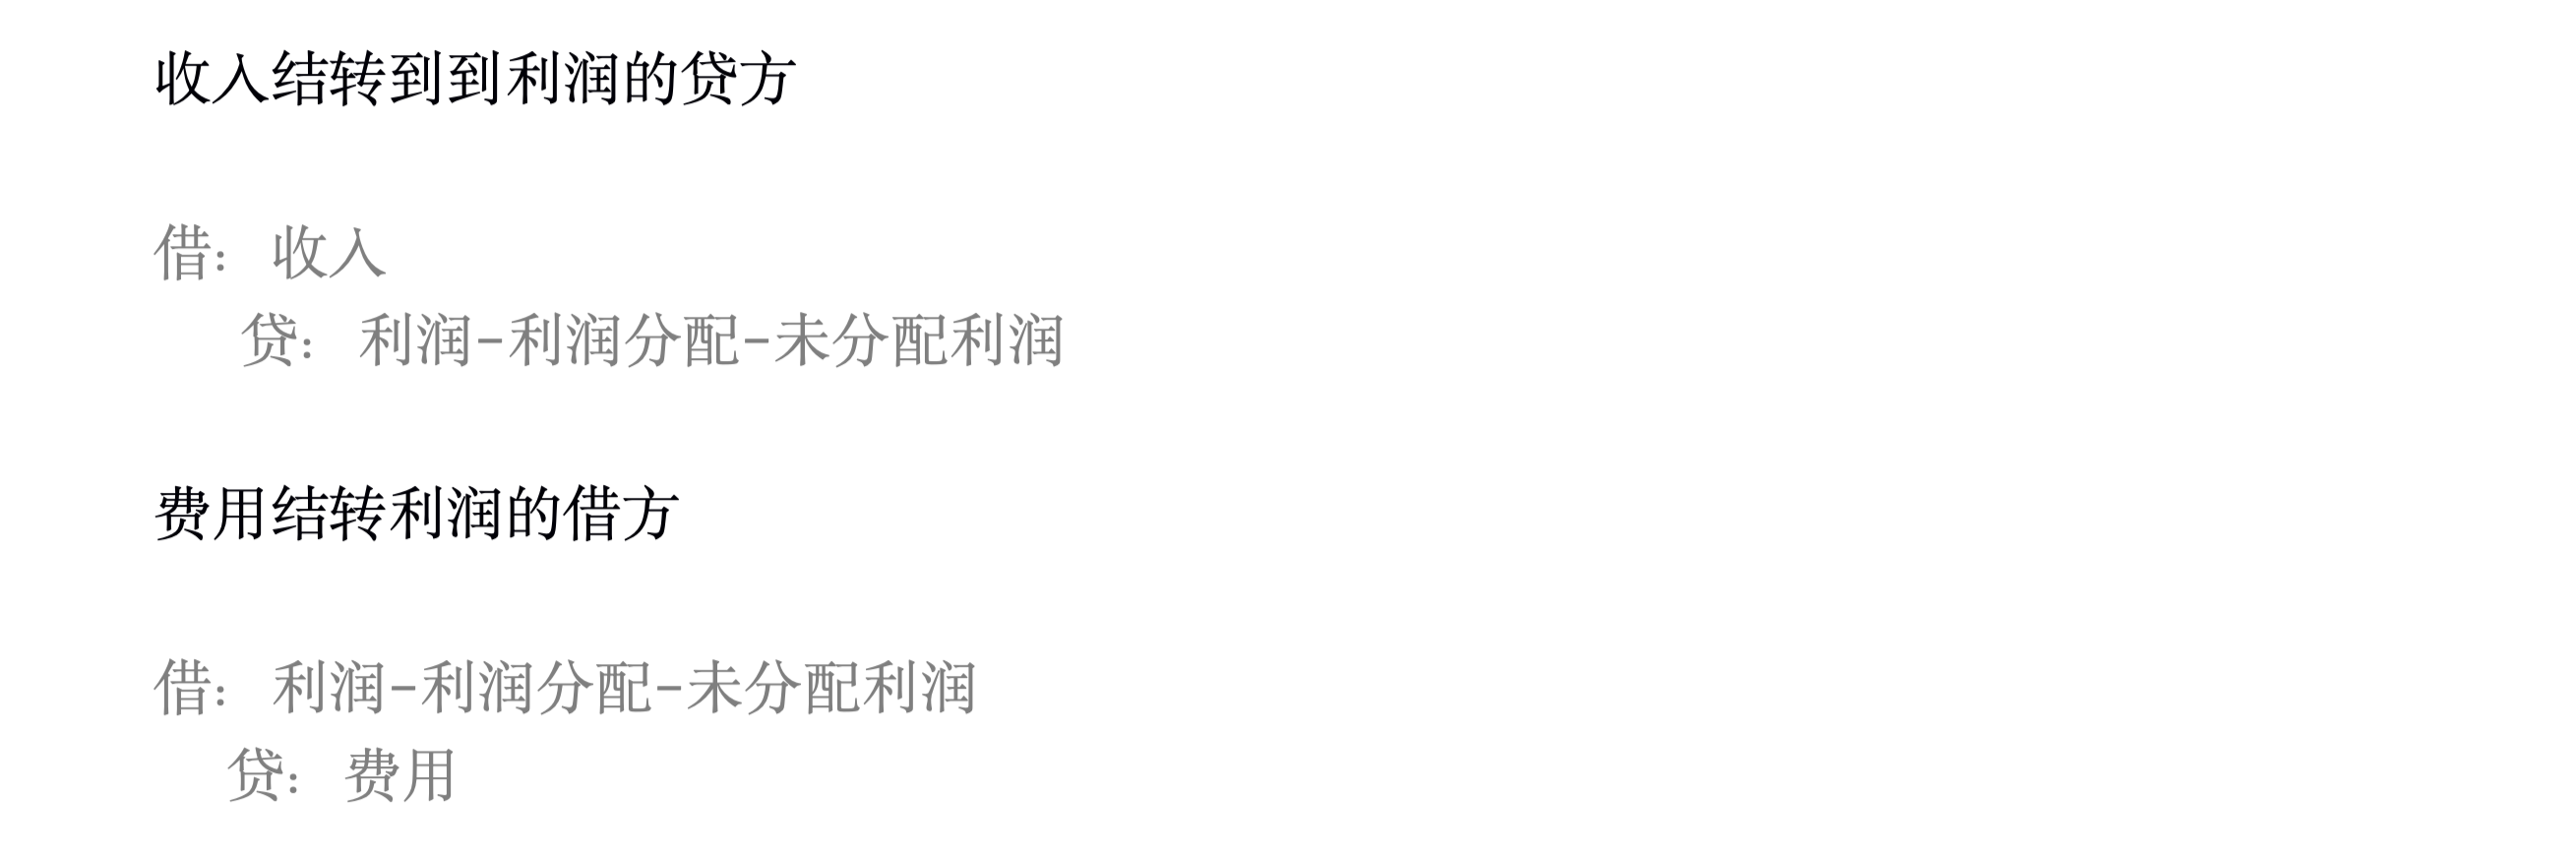 收入结转到到利润的贷方
借： 收入
贷： 利润-利润分配-未分配利润
费用结转利润的借方
借： 利润-利润分配-未分配利润
贷： 费用